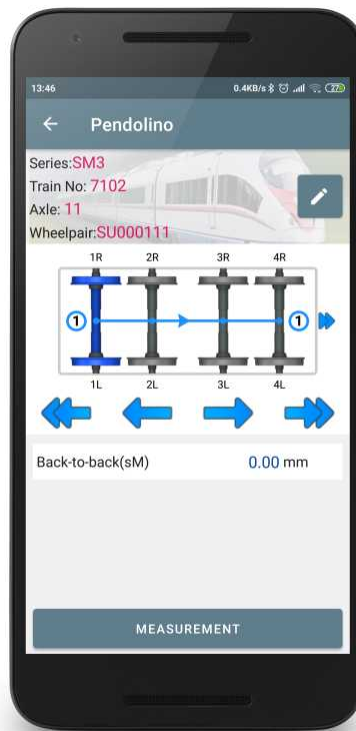 13:46 0.4KB/s 27
Pendolino
Series:SM3
Train No: 7102
Axle: 11
Wheelpair:SU000111
1R 2R 3R 4R
1 1
1L 2L 3L 4L
Back-to-back(sM) 0.00 mm
MEASUREMENT